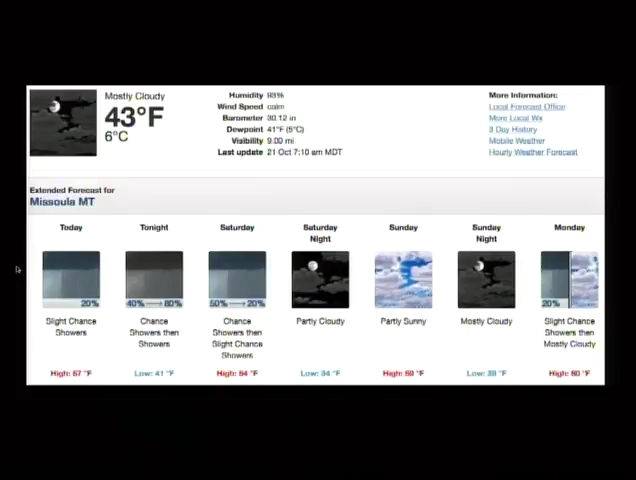 Mostly Cloudy
43°F
6°C
Humidity 93%
Wind Speed calm
Barometer 30.12 in
Dewpoint 41°F (5°C)
Visibility 9.00 mi
Last update 21 Oct 7:10 am MDT
More Information:
Local Forecast Office
More Local Wx
3 Day History
Mobile Weather
Hourly Weather Forecast
Extended Forecast for
Missoula MT
Today
20%
Slight Chance
Showers
High: 57 °F
Tonight
40% 80%
Chance
Showers then
Showers
Low: 41 °F
Saturday
50% 20%
Chance
Showers then
Slight Chance
Showers
High: 54 °F
Saturday
Night
Partly Cloudy
Low: 34 °F
Sunday
Partly Sunny
High: °F
Sunday
Night
Mostly Cloudy
Low: °F
Monday
20%
Slight Chance
Showers then
Mostly Cloudy
High: 60 °F